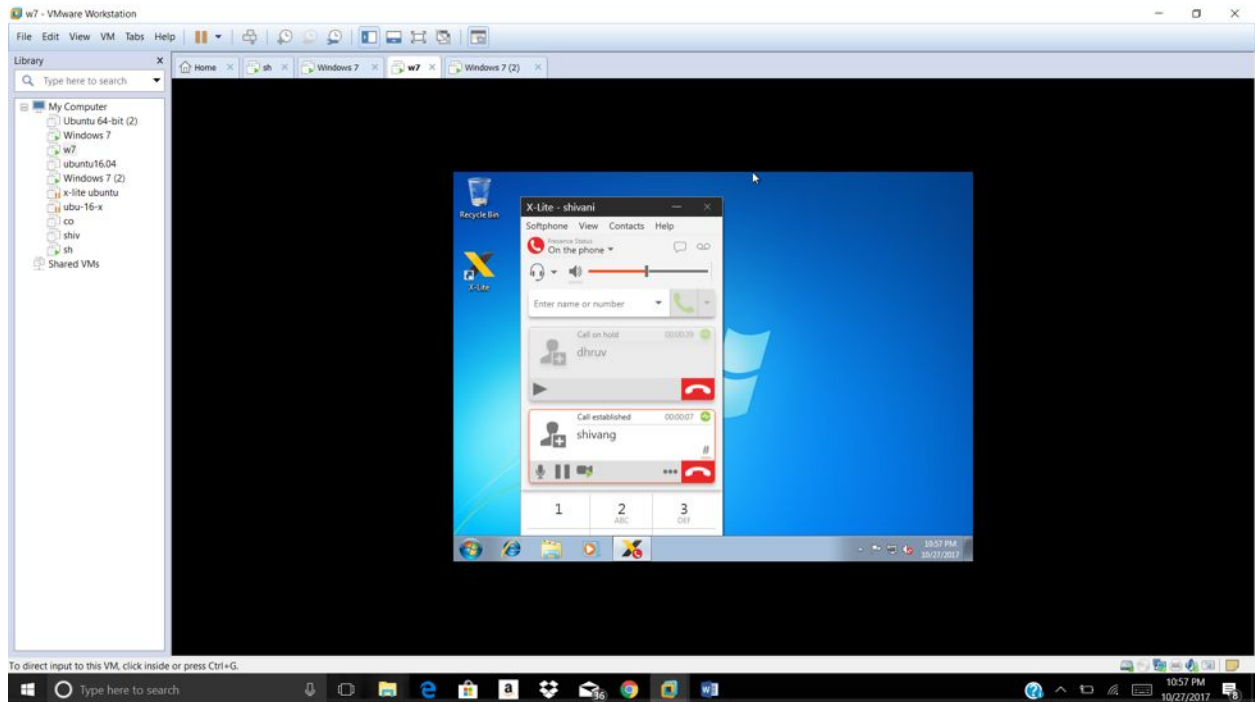 w7 - VMware Workstation
File Edit View VM Tabs Help
Library x
Type here to search
Home sh Windows 7 w7 Windows 7 (2)
My Computer
Ubuntu 64-bit (2)
Windows 7
w7
ubuntu16.04
Windows 7 (2)
x-lite ubuntu
ubu-16-x
co
shiv
sh
Shared VMs
Recycle Bin
X-Lite
X-Lite - shivani
Softphone View Contacts Help
Presence Status
On the phone
Enter name or number
Call on hold 00:00:39
dhruv
Call established 00:00:07
shivang
#
1 2 3
ABC DEF
10:57 PM
10/27/2017
To direct input to this VM, click inside or press Ctrl+G.
Type here to search
a
36
W
10:57 PM
10/27/2017
8